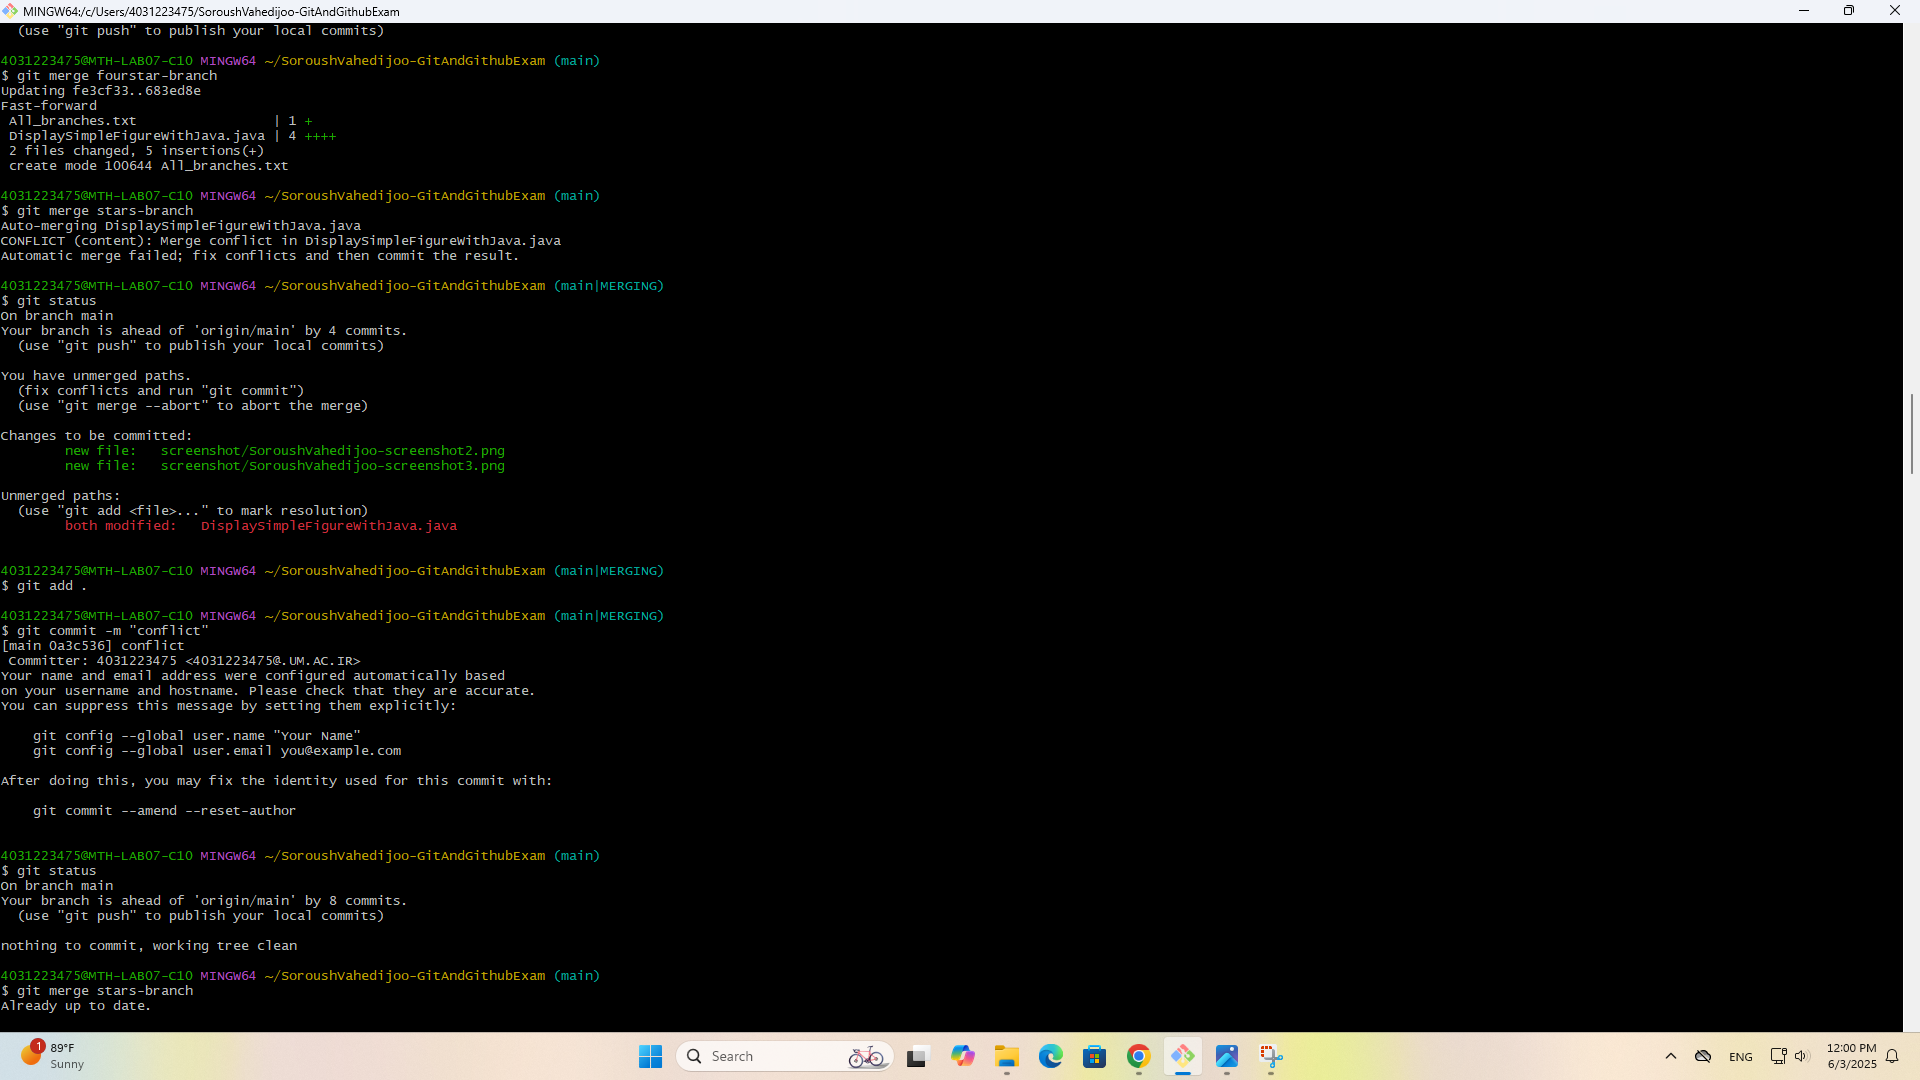 MINGW64:/c/Users/4031223475/SoroushVahedijoo-GitAndGithubExam
(use "git push" to publish your local commits)
4031223475@MTH-LAB07-C10 MINGW64 ~/SoroushVahedijoo-GitAndGithubExam (main)
$ git merge fourstar-branch
Updating fe3cf33..683ed8e
Fast-forward
All_branches.txt | 1 +
DisplaySimpleFigureWithJava.java | 4 ++++
2 files changed, 5 insertions(+)
create mode 100644 All_branches.txt
4031223475@MTH-LAB07-C10 MINGW64 ~/SoroushVahedijoo-GitAndGithubExam (main)
$ git merge stars-branch
Auto-merging DisplaySimpleFigureWithJava.java
CONFLICT (content): Merge conflict in DisplaySimpleFigureWithJava.java
Automatic merge failed; fix conflicts and then commit the result.
4031223475@MTH-LAB07-C10 MINGW64 ~/SoroushVahedijoo-GitAndGithubExam (main|MERGING)
$ git status
On branch main
Your branch is ahead of 'origin/main' by 4 commits.
(use "git push" to publish your local commits)
You have unmerged paths.
(fix conflicts and run "git commit")
(use "git merge --abort" to abort the merge)
Changes to be committed:
new file:   screenshot/SoroushVahedijoo-screenshot2.png
new file:   screenshot/SoroushVahedijoo-screenshot3.png
Unmerged paths:
(use "git add <file>..." to mark resolution)
both modified:   DisplaySimpleFigureWithJava.java
4031223475@MTH-LAB07-C10 MINGW64 ~/SoroushVahedijoo-GitAndGithubExam (main|MERGING)
$ git add .
4031223475@MTH-LAB07-C10 MINGW64 ~/SoroushVahedijoo-GitAndGithubExam (main|MERGING)
$ git commit -m "conflict"
[main 0a3c536] conflict
Committer: 4031223475 <4031223475@.UM.AC.IR>
Your name and email address were configured automatically based
on your username and hostname. Please check that they are accurate.
You can suppress this message by setting them explicitly:
git config --global user.name "Your Name"
git config --global user.email you@example.com
After doing this, you may fix the identity used for this commit with:
git commit --amend --reset-author
4031223475@MTH-LAB07-C10 MINGW64 ~/SoroushVahedijoo-GitAndGithubExam (main)
$ git status
On branch main
Your branch is ahead of 'origin/main' by 8 commits.
(use "git push" to publish your local commits)
nothing to commit, working tree clean
4031223475@MTH-LAB07-C10 MINGW64 ~/SoroushVahedijoo-GitAndGithubExam (main)
$ git merge stars-branch
Already up to date.
1
89°F
Sunny
Search
ENG
12:00 PM
6/3/2025